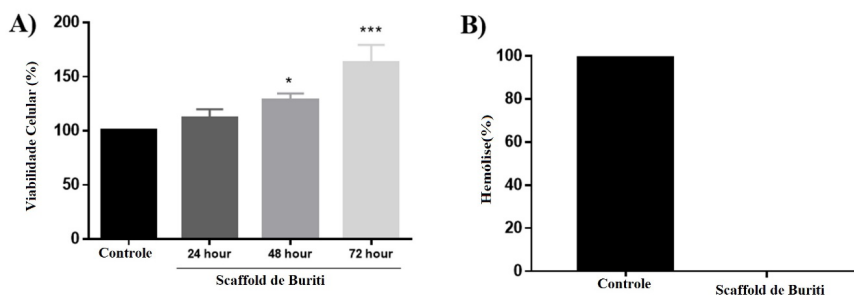 A)
Viabilidade Celular (%)
200
150
100
50
0
*
***
Controle
24 hour
48 hour
72 hour
Scaffold de Buriti
B)
Hemólise(%)
100
80
60
40
20
0
Controle
Scaffold de Buriti